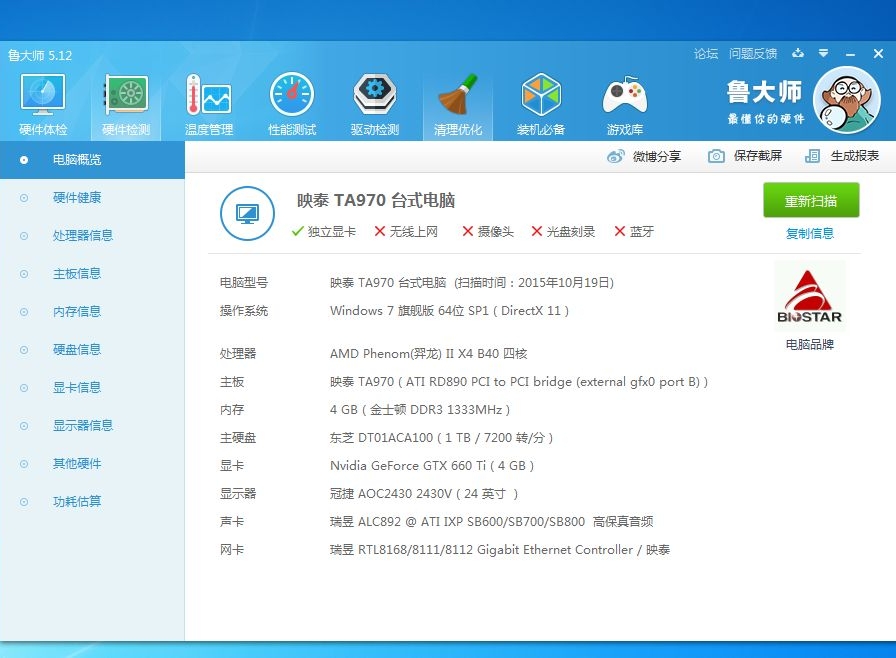 鲁大师 5.12
论坛 问题反馈
硬件体检 硬件检测 温度管理 性能测试 驱动检测 清理优化 装机必备 游戏库
鲁大师
最懂你的硬件
微博分享 保存截屏 生成报表
电脑概览
硬件健康
处理器信息
主板信息
内存信息
硬盘信息
显卡信息
显示器信息
其他硬件
功耗估算
映泰 TA970 台式电脑
独立显卡 无线上网 摄像头 光盘刻录 蓝牙
重新扫描
复制信息
电脑型号 映泰 TA970 台式电脑 (扫描时间：2015年10月19日)
操作系统 Windows 7 旗舰版 64位 SP1 ( DirectX 11 )
处理器 AMD Phenom(羿龙) II X4 B40 四核
主板 映泰 TA970 ( ATI RD890 PCI to PCI bridge (external gfx0 port B) )
内存 4 GB ( 金士顿 DDR3 1333MHz )
主硬盘 东芝 DT01ACA100 ( 1 TB / 7200 转/分 )
显卡 Nvidia GeForce GTX 660 Ti ( 4 GB )
显示器 冠捷 AOC2430 2430V ( 24 英寸 )
声卡 瑞昱 ALC892 @ ATI IXP SB600/SB700/SB800 高保真音频
网卡 瑞昱 RTL8168/8111/8112 Gigabit Ethernet Controller / 映泰
BIOSTAR
电脑品牌